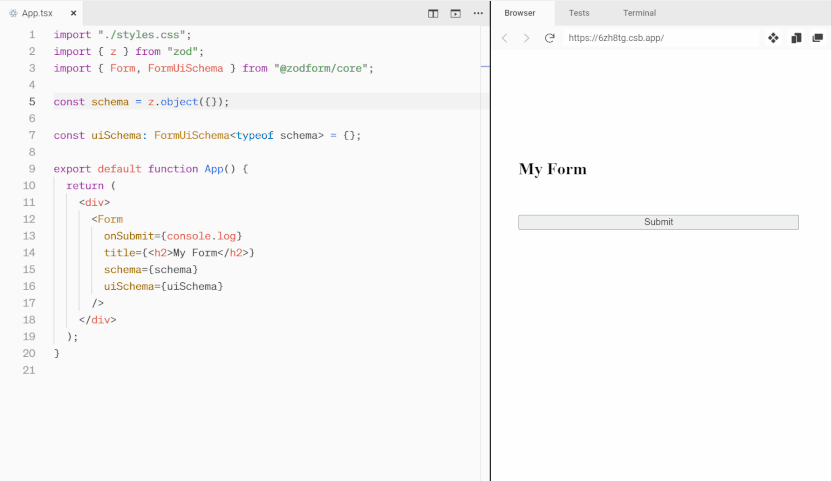 App.tsx ×
1 import "./styles.css";
2 import { z } from "zod";
3 import { Form, FormUiSchema } from "@zodform/core";
4
5 const schema = z.object({});
6
7 const uiSchema: FormUiSchema<typeof schema> = {};
8
9 export default function App() {
10 return (
11 <div>
12 <Form
13 onSubmit={console.log}
14 title={<h2>My Form</h2>}
15 schema={schema}
16 uiSchema={uiSchema}
17 />
18 </div>
19 );
20 }
21
Browser Tests Terminal
https://6zh8tg.csb.app/
My Form
Submit